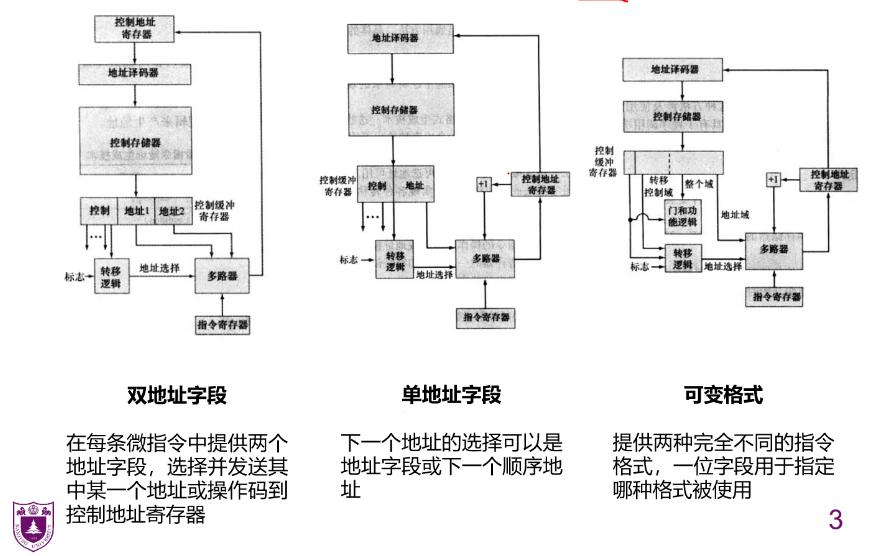 控制地址
寄存器
地址译码器
控制存储器
控制
地址1
地址2
控制缓冲
寄存器
...
标志
转移
逻辑
地址选择
多路器
指令寄存器
地址译码器
控制存储器
控制缓冲
寄存器
控制
地址
...
+1
控制地址
寄存器
标志
转移
逻辑
地址选择
多路器
指令寄存器
地址译码器
控制存储器
控制
缓冲
寄存器
转移
控制域
整个域
门和功
能逻辑
地址域
+1
控制地址
寄存器
标志
转移
逻辑
地址选择
多路器
指令寄存器
双地址字段
在每条微指令中提供两个
地址字段，选择并发送其
中某一个地址或操作码到
控制地址寄存器
单地址字段
下一个地址的选择可以是
地址字段或下一个顺序地
址
可变格式
提供两种完全不同的指令
格式，一位字段用于指定
哪种格式被使用
3